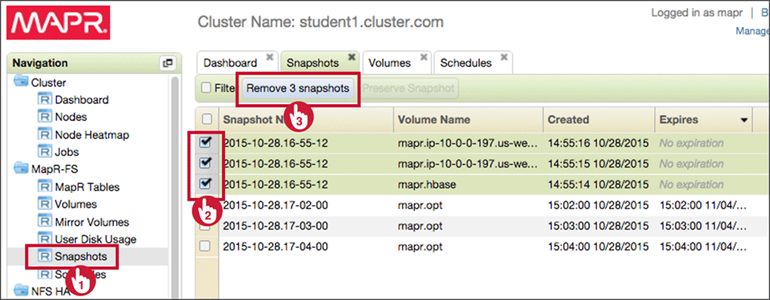 MAPR.
Cluster Name: student1.cluster.com
Logged in as mapr
Manage
Navigation
Cluster
Dashboard
Nodes
Node Heatmap
Jobs
MapR-FS
MapR Tables
Volumes
Mirror Volumes
User Disk Usage
Snapshots
NFS HA
1
Dashboard
Snapshots
Volumes
Schedules
Filter
Remove 3 snapshots
Preserve Snapshot
3
Snapshot N
Volume Name
Created
Expires
2015-10-28.16-55-12
mapr.ip-10-0-0-197.us-we...
14:55:16 10/28/2015
No expiration
2015-10-28.16-55-12
mapr.ip-10-0-0-197.us-we...
14:55:15 10/28/2015
No expiration
2015-10-28.16-55-12
mapr.hbase
14:55:14 10/28/2015
No expiration
2
2015-10-28.17-02-00
mapr.opt
15:02:00 10/28/2015
15:02:00 11/04/...
2015-10-28.17-03-00
mapr.opt
15:03:00 10/28/2015
15:03:00 11/04/...
2015-10-28.17-04-00
mapr.opt
15:04:00 10/28/2015
15:04:00 11/04/...